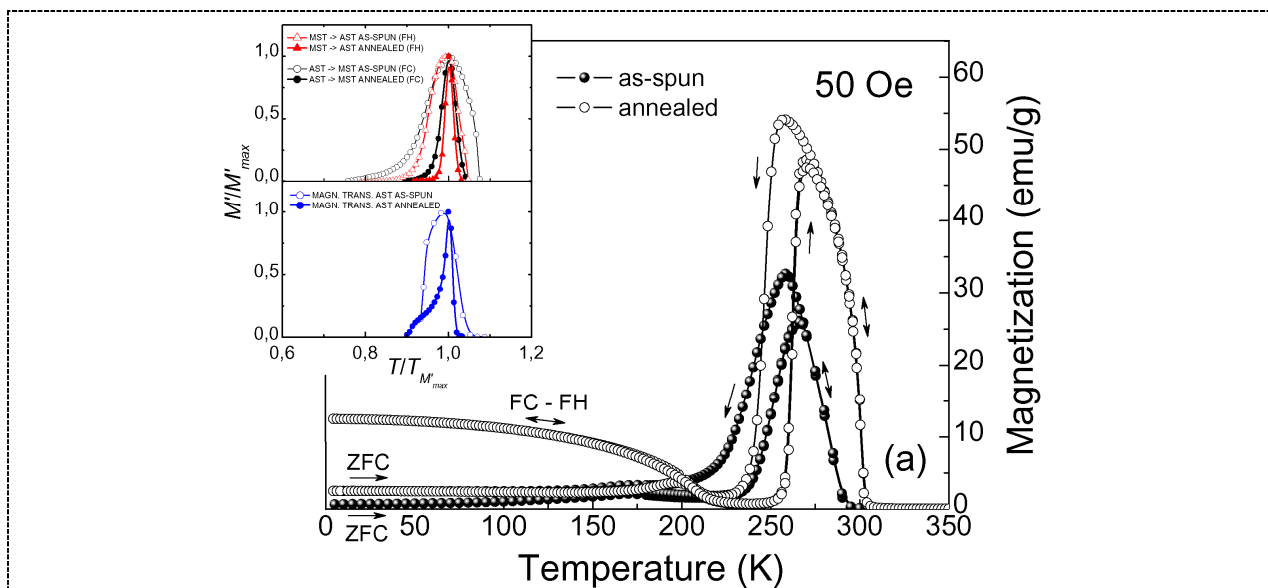 MST -> AST AS-SPUN (FH)
MST -> AST ANNEALED (FH)
AST -> MST AS-SPUN (FC)
AST -> MST ANNEALED (FC)
1,0
0,5
0,0
MAGN. TRANS. AST AS-SPUN
MAGN. TRANS. AST ANNEALED
1,0
0,5
0,0
M'/M'max
0,6 0,8 1,0 1,2
T/TM'max
as-spun
annealed
50 Oe
60
50
40
30
20
10
0
Magnetization (emu/g)
FC - FH
ZFC
ZFC
(a)
0 50 100 150 200 250 300 350
Temperature (K)